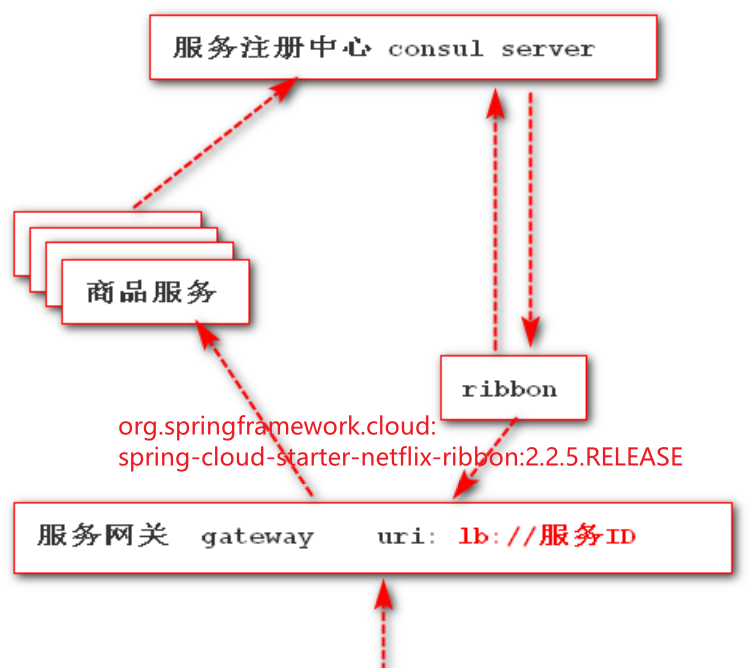 服务注册中心 consul server
商品服务
ribbon
org.springframework.cloud:
spring-cloud-starter-netflix-ribbon:2.2.5.RELEASE
服务网关 gateway uri: lb://服务ID